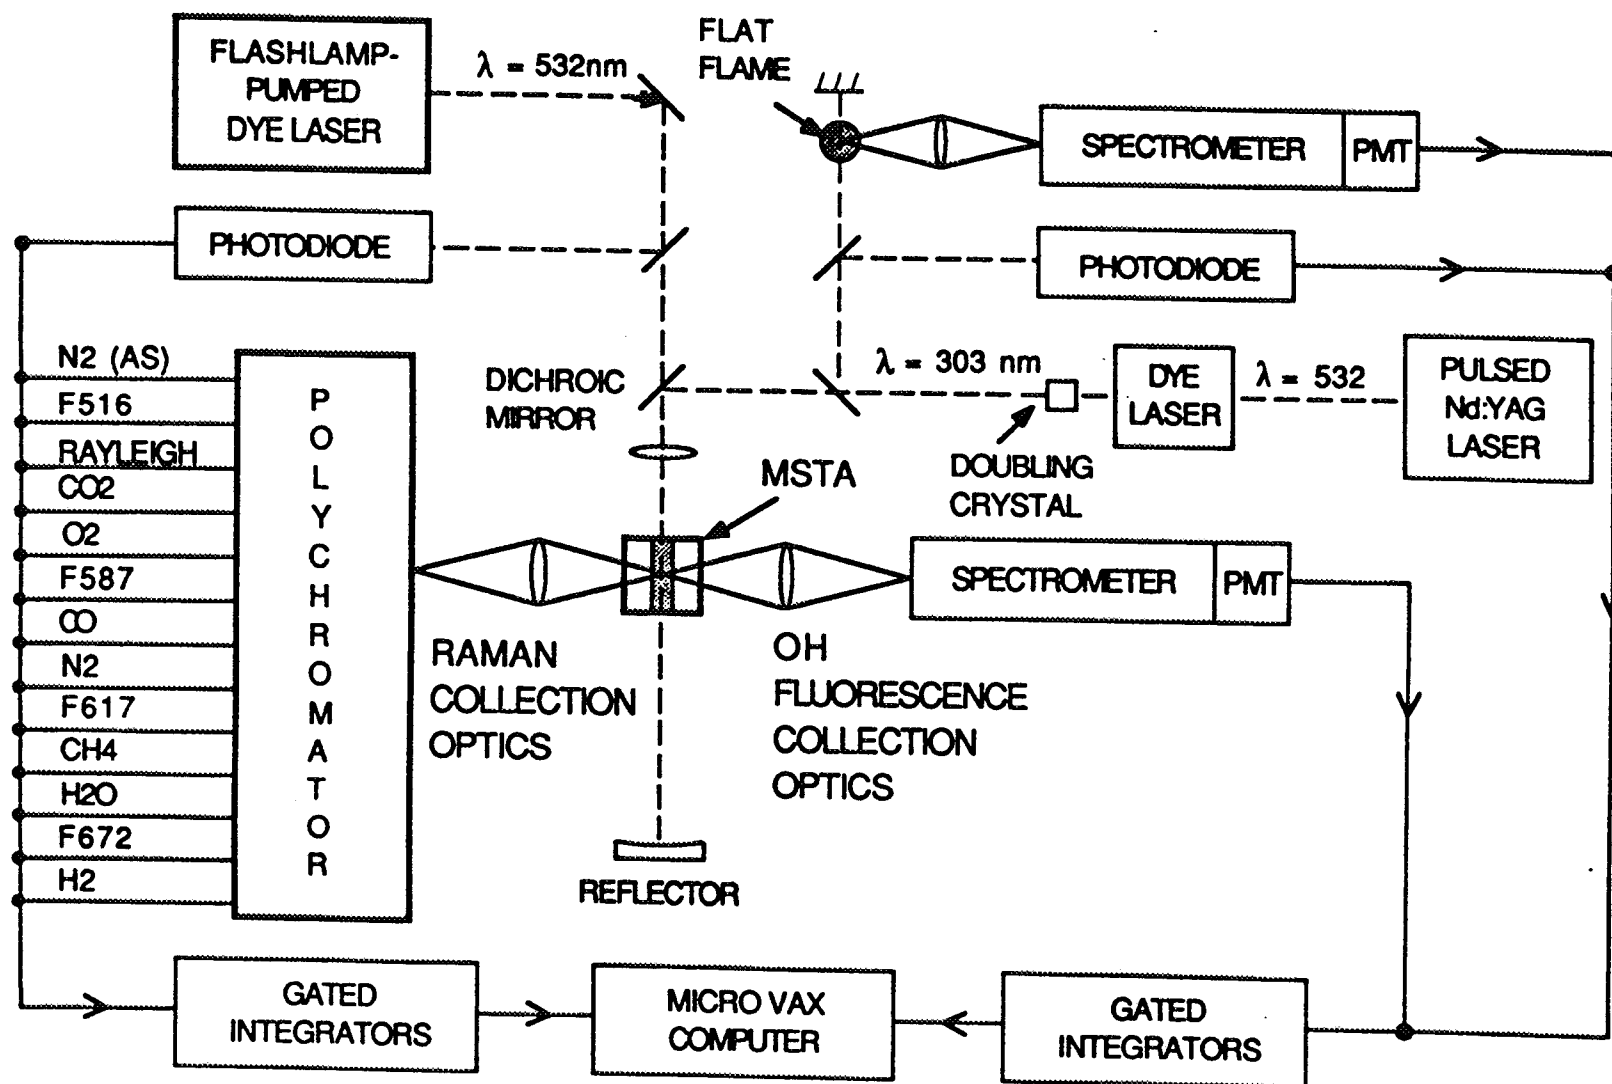 FLASHLAMP-
PUMPED
DYE LASER
λ = 532nm
FLAT
FLAME
SPECTROMETER
PMT
PHOTODIODE
PHOTODIODE
N2 (AS)
F516
RAYLEIGH
CO2
O2
F587
CO
N2
F617
CH4
H2O
F672
H2
POLYCHROMATOR
DICHROIC
MIRROR
λ = 303 nm
DOUBLING
CRYSTAL
DYE
LASER
λ = 532
PULSED
Nd:YAG
LASER
MSTA
SPECTROMETER
PMT
RAMAN
COLLECTION
OPTICS
OH
FLUORESCENCE
COLLECTION
OPTICS
REFLECTOR
GATED
INTEGRATORS
MICRO VAX
COMPUTER
GATED
INTEGRATORS